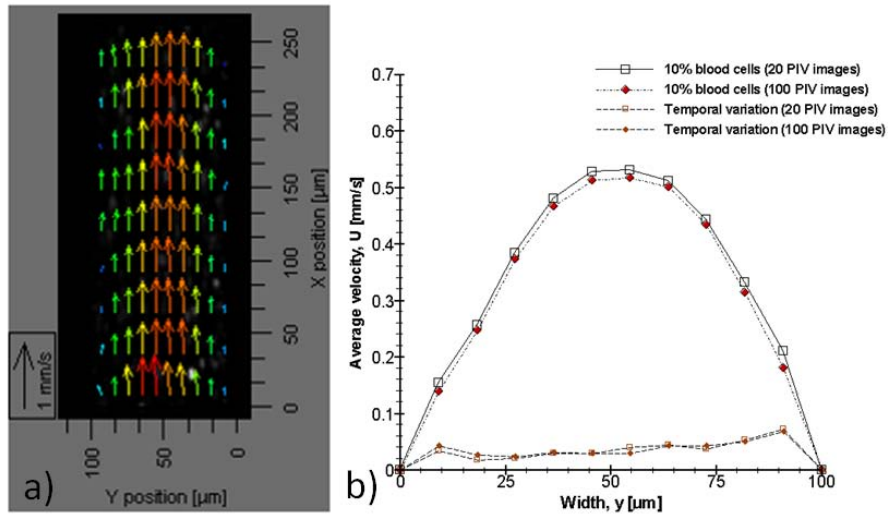 250
200
150
100
50
0
X position [µm]
1 mm/s
100
50
0
Y position [µm]
a)
10% blood cells (20 PIV images)
10% blood cells (100 PIV images)
Temporal variation (20 PIV images)
Temporal variation (100 PIV images)
0.7
0.6
0.5
0.4
0.3
0.2
0.1
0
Average velocity, U [mm/s]
0
25
50
75
100
Width, y [µm]
b)